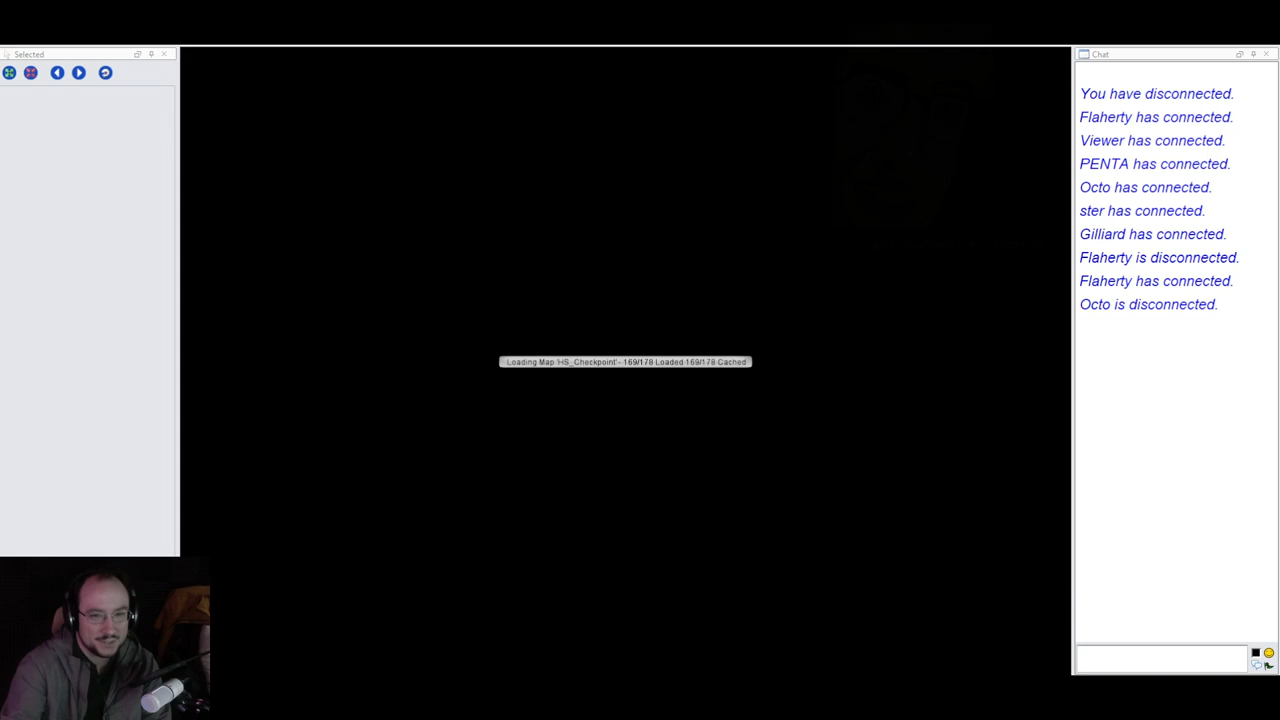 Selected
Chat
You have disconnected.
Flaherty has connected.
Viewer has connected.
PENTA has connected.
Octo has connected.
ster has connected.
Gilliard has connected.
Flaherty is disconnected.
Flaherty has connected.
Octo is disconnected.
Loading Map 'HS_Checkpoint' - 169/178 Loaded 169/178 Cached